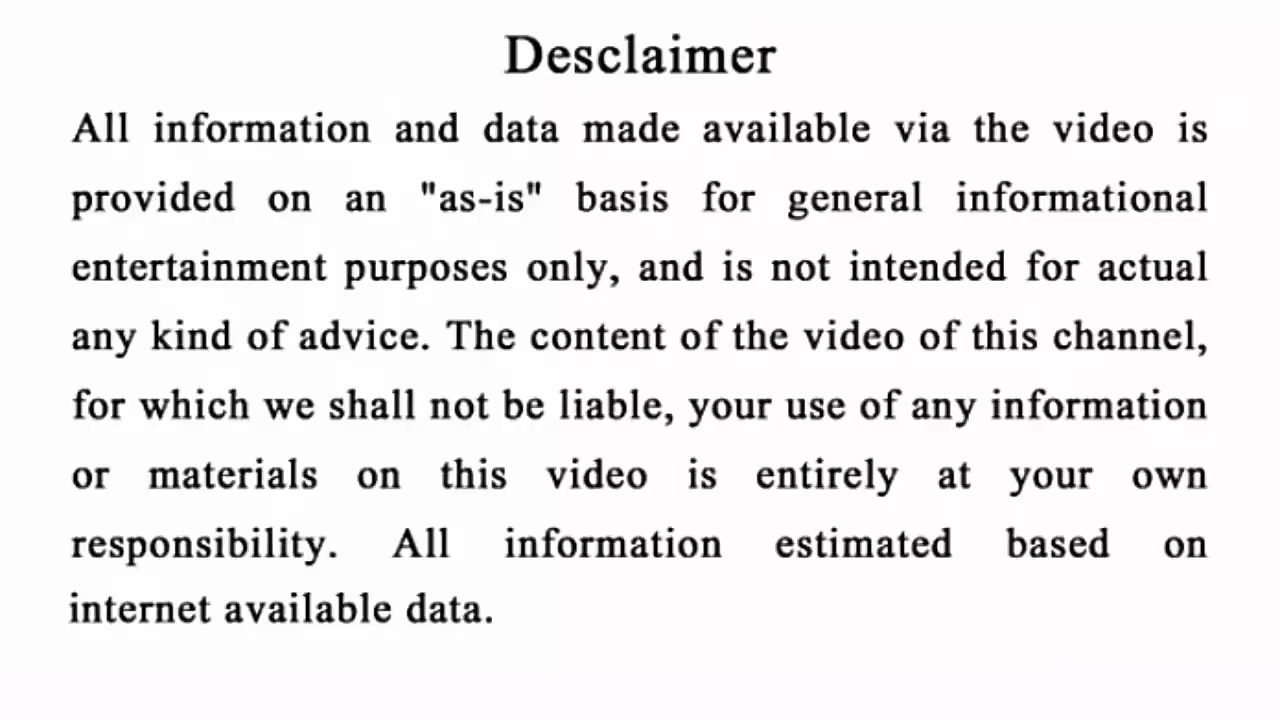 Desclaimer
All information and data made available via the video is
provided on an "as-is" basis for general informational
entertainment purposes only, and is not intended for actual
any kind of advice. The content of the video of this channel,
for which we shall not be liable, your use of any information
or materials on this video is entirely at your own
responsibility. All information estimated based on
internet available data.